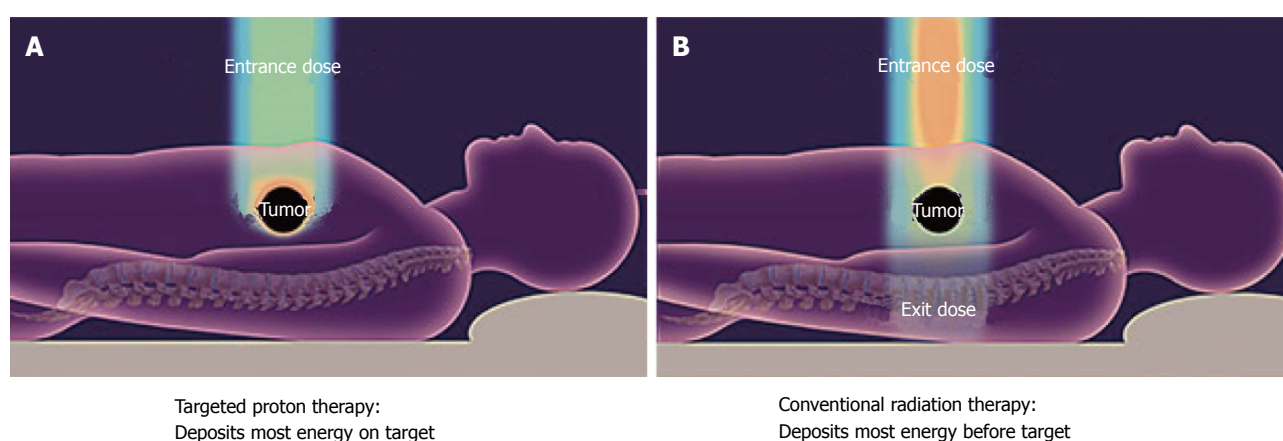 A
Entrance dose
Tumor
B
Entrance dose
Tumor
Exit dose
Targeted proton therapy:
Deposits most energy on target
Conventional radiation therapy:
Deposits most energy before target